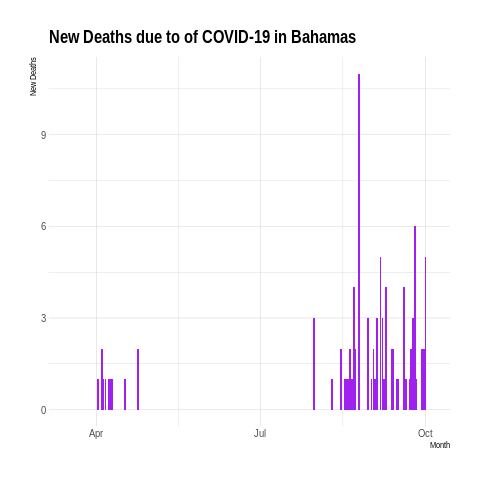 New Deaths due to of COVID-19 in Bahamas
New Deaths
9
6
3
0
Apr
Jul
Oct
Month